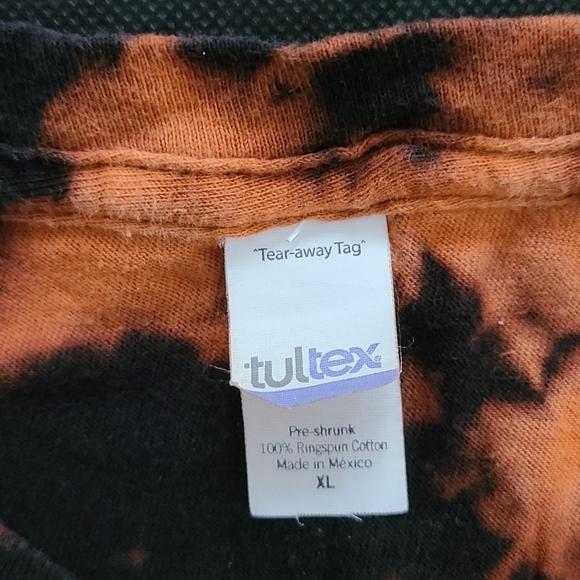 "Tear-away Tag"
tultex
Pre-shrunk
100% Ringspun Cotton
Made in México
XL